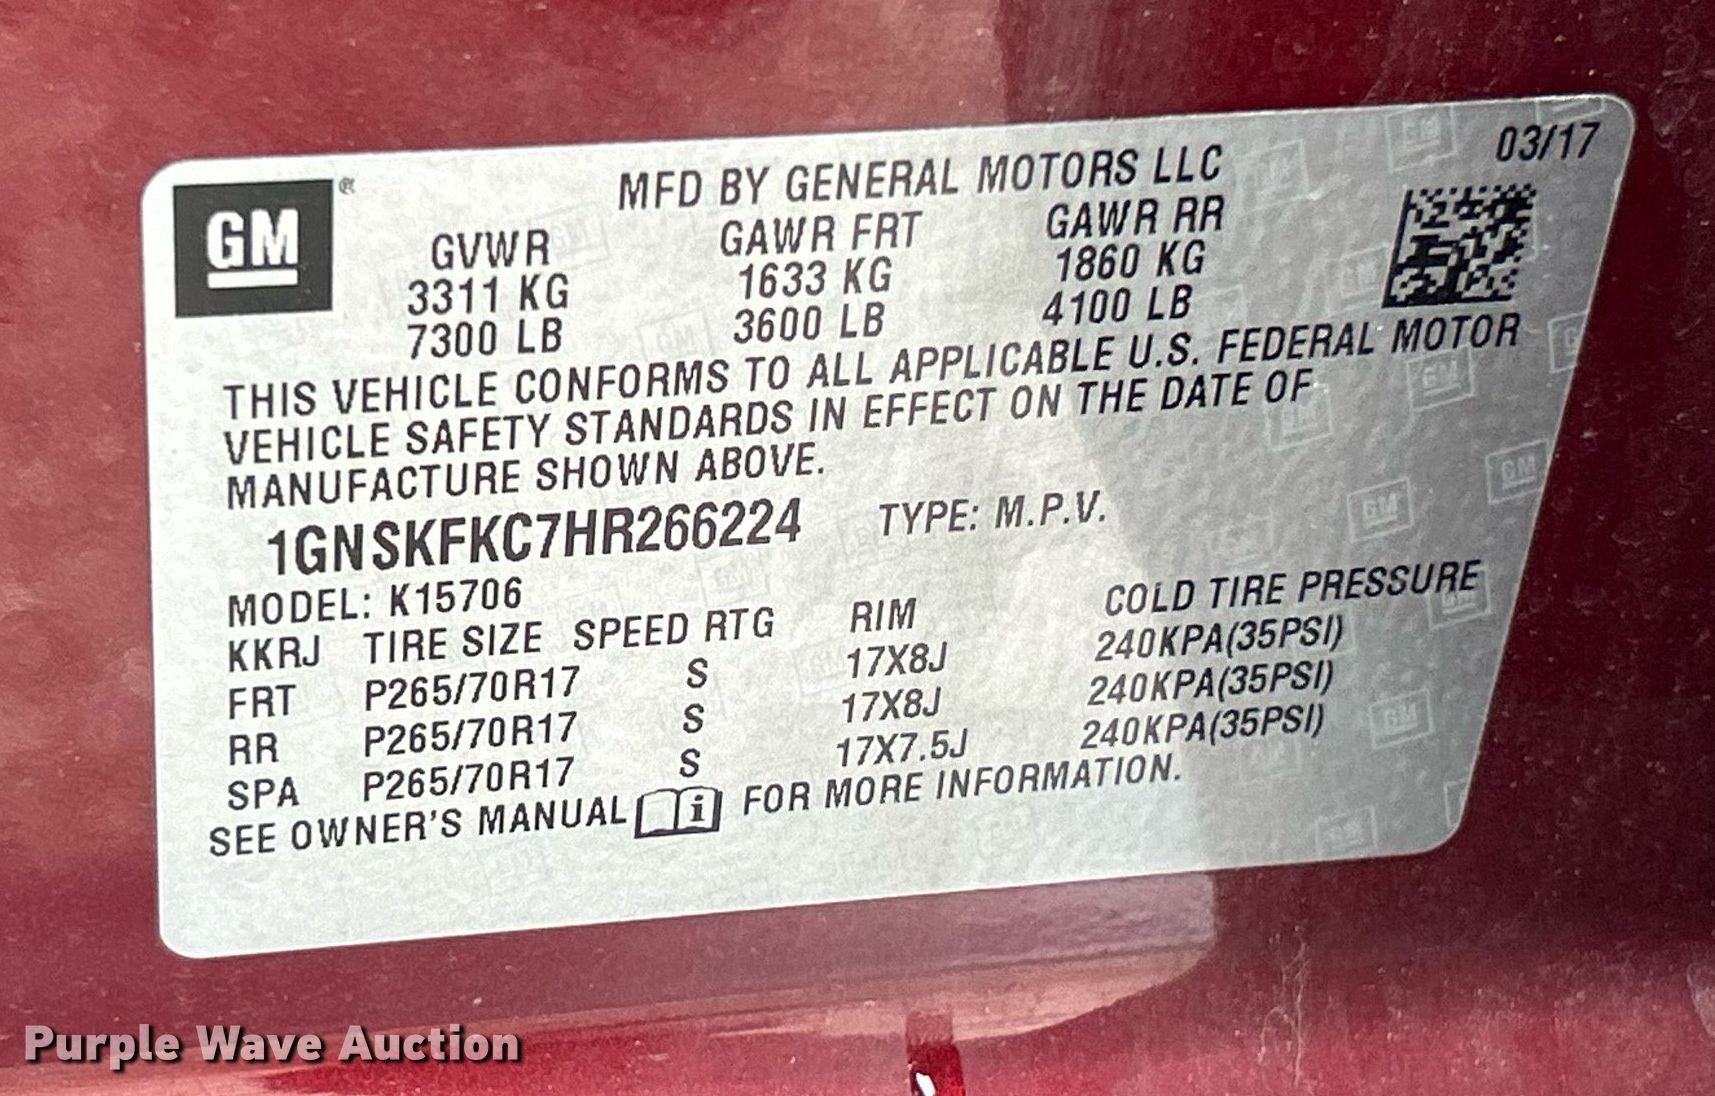 GM ®
MFD BY GENERAL MOTORS LLC 03/17
GVWR GAWR FRT GAWR RR
3311 KG 1633 KG 1860 KG
7300 LB 3600 LB 4100 LB
THIS VEHICLE CONFORMS TO ALL APPLICABLE U.S. FEDERAL MOTOR
VEHICLE SAFETY STANDARDS IN EFFECT ON THE DATE OF
MANUFACTURE SHOWN ABOVE.
1GNSKFKC7HR266224 TYPE: M.P.V.
MODEL: K15706
KKRJ TIRE SIZE SPEED RTG RIM COLD TIRE PRESSURE
FRT P265/70R17 S 17X8J 240KPA(35PSI)
RR P265/70R17 S 17X8J 240KPA(35PSI)
SPA P265/70R17 S 17X7.5J 240KPA(35PSI)
SEE OWNER'S MANUAL i FOR MORE INFORMATION.
Purple Wave Auction